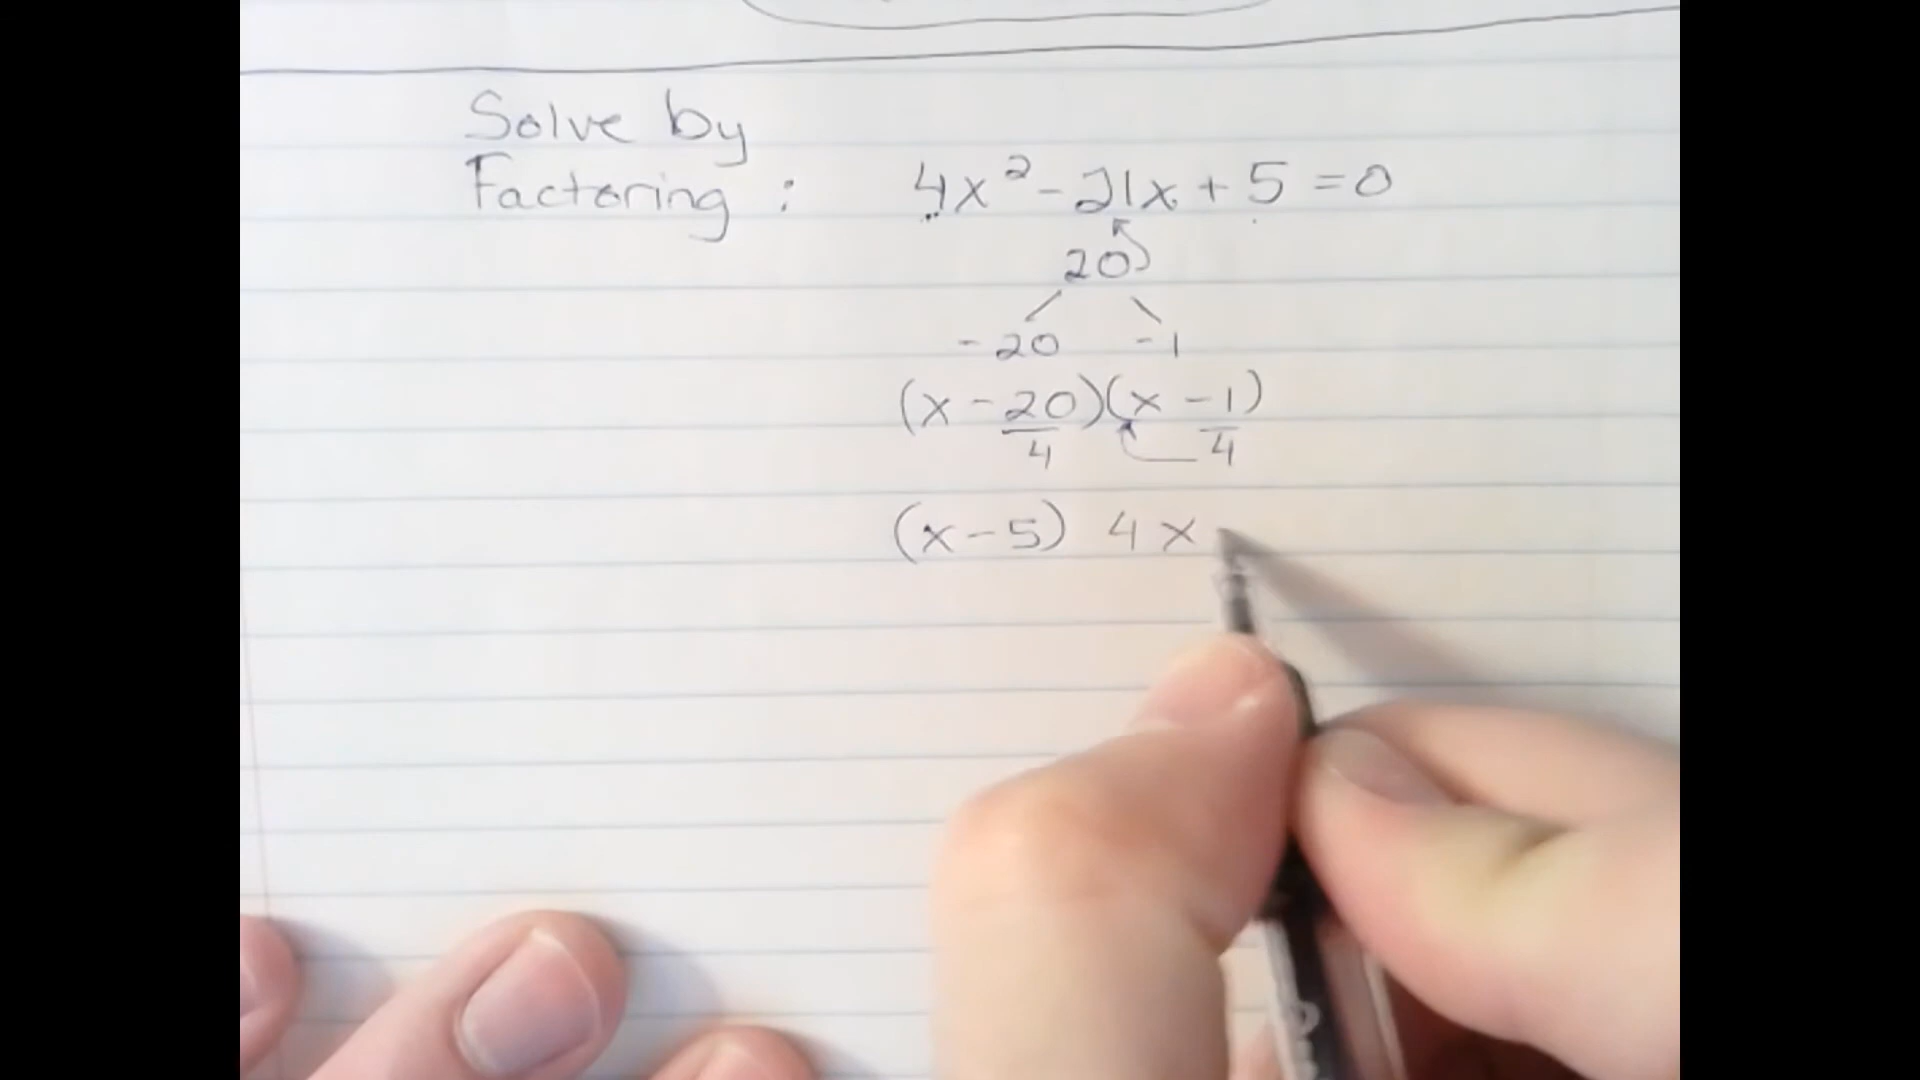 Solve by
Factoring : 4x² - 21x + 5 = 0
20
-20 -1
(x - 20/4)(x - 1/4)
(x - 5) 4x